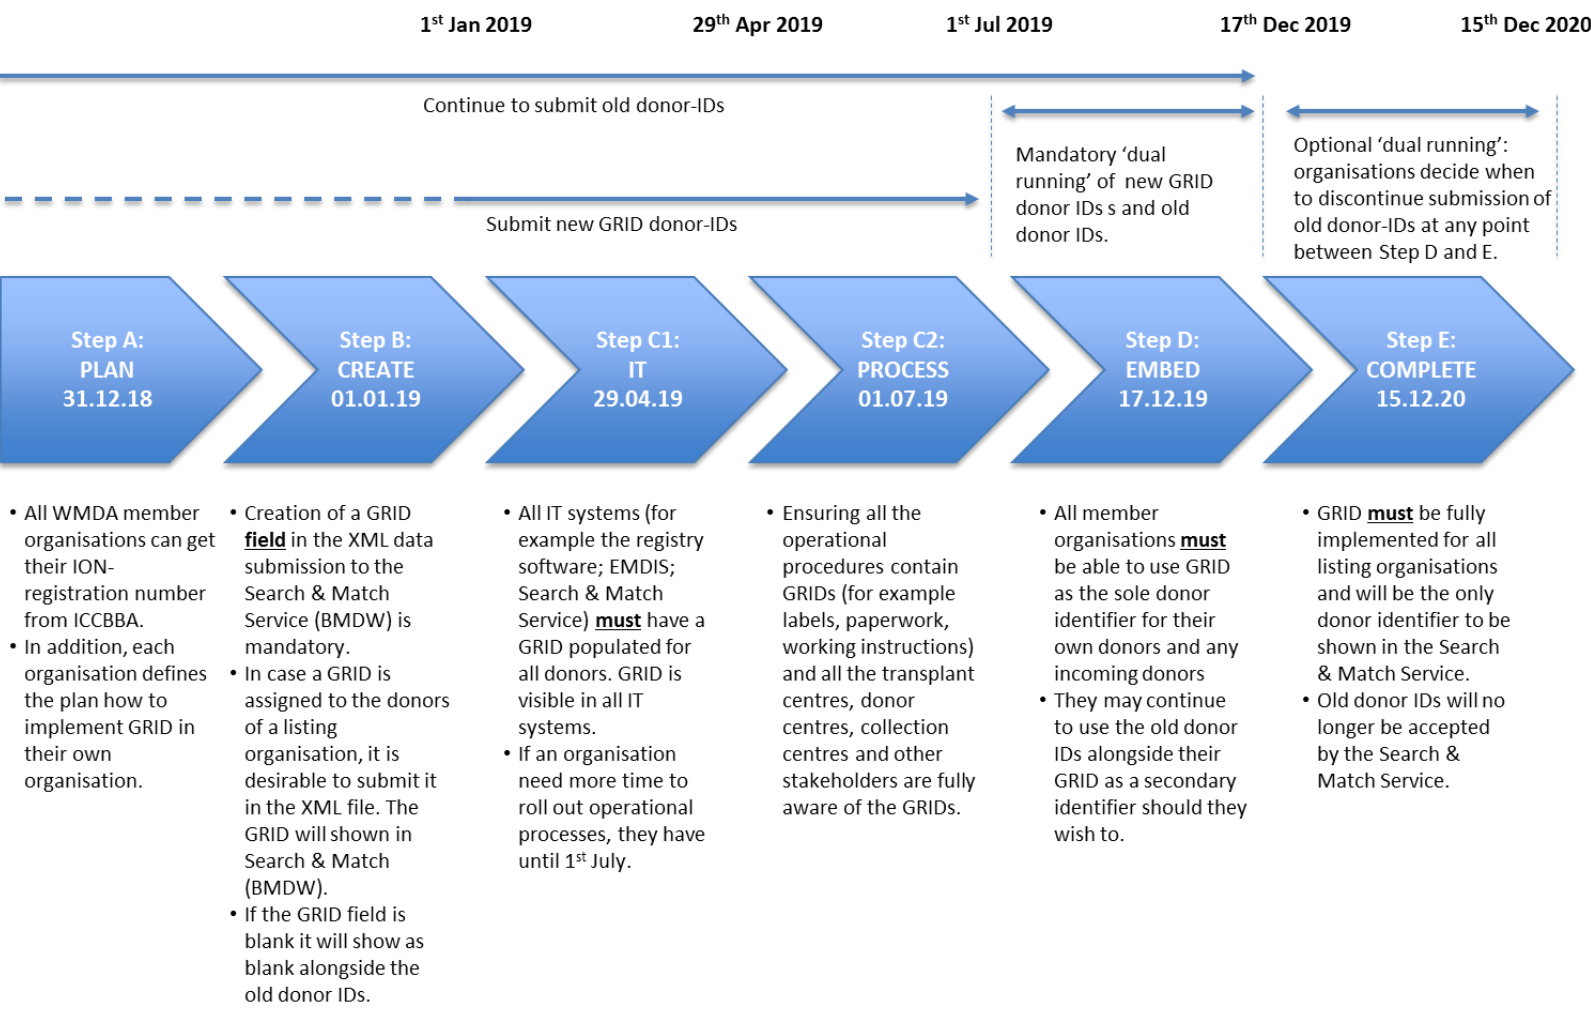 1st Jan 2019
29th Apr 2019
1st Jul 2019
17th Dec 2019
15th Dec 2020
Continue to submit old donor-IDs
Submit new GRID donor-IDs
Mandatory ‘dual
running’ of new GRID
donor IDs s and old
donor IDs.
Optional ‘dual running’:
organisations decide when
to discontinue submission of
old donor-IDs at any point
between Step D and E.
Step A:
PLAN
31.12.18
Step B:
CREATE
01.01.19
Step C1:
IT
29.04.19
Step C2:
PROCESS
01.07.19
Step D:
EMBED
17.12.19
Step E:
COMPLETE
15.12.20
• All WMDA member
organisations can get
their ION-
registration number
from ICCBBA.
• In addition, each
organisation defines
the plan how to
implement GRID in
their own
organisation.
• Creation of a GRID
field in the XML data
submission to the
Search & Match
Service (BMDW) is
mandatory.
• In case a GRID is
assigned to the donors
of a listing
organisation, it is
desirable to submit it
in the XML file. The
GRID will shown in
Search & Match
(BMDW).
• If the GRID field is
blank it will show as
blank alongside the
old donor IDs.
• All IT systems (for
example the registry
software; EMDIS;
Search & Match
Service) must have a
GRID populated for
all donors. GRID is
visible in all IT
systems.
• If an organisation
need more time to
roll out operational
processes, they have
until 1st July.
• Ensuring all the
operational
procedures contain
GRIDs (for example
labels, paperwork,
working instructions)
and all the transplant
centres, donor
centres, collection
centres and other
stakeholders are fully
aware of the GRIDs.
• All member
organisations must
be able to use GRID
as the sole donor
identifier for their
own donors and any
incoming donors
• They may continue
to use the old donor
IDs alongside their
GRID as a secondary
identifier should they
wish to.
• GRID must be fully
implemented for all
listing organisations
and will be the only
donor identifier to be
shown in the Search
& Match Service.
• Old donor IDs will no
longer be accepted
by the Search &
Match Service.